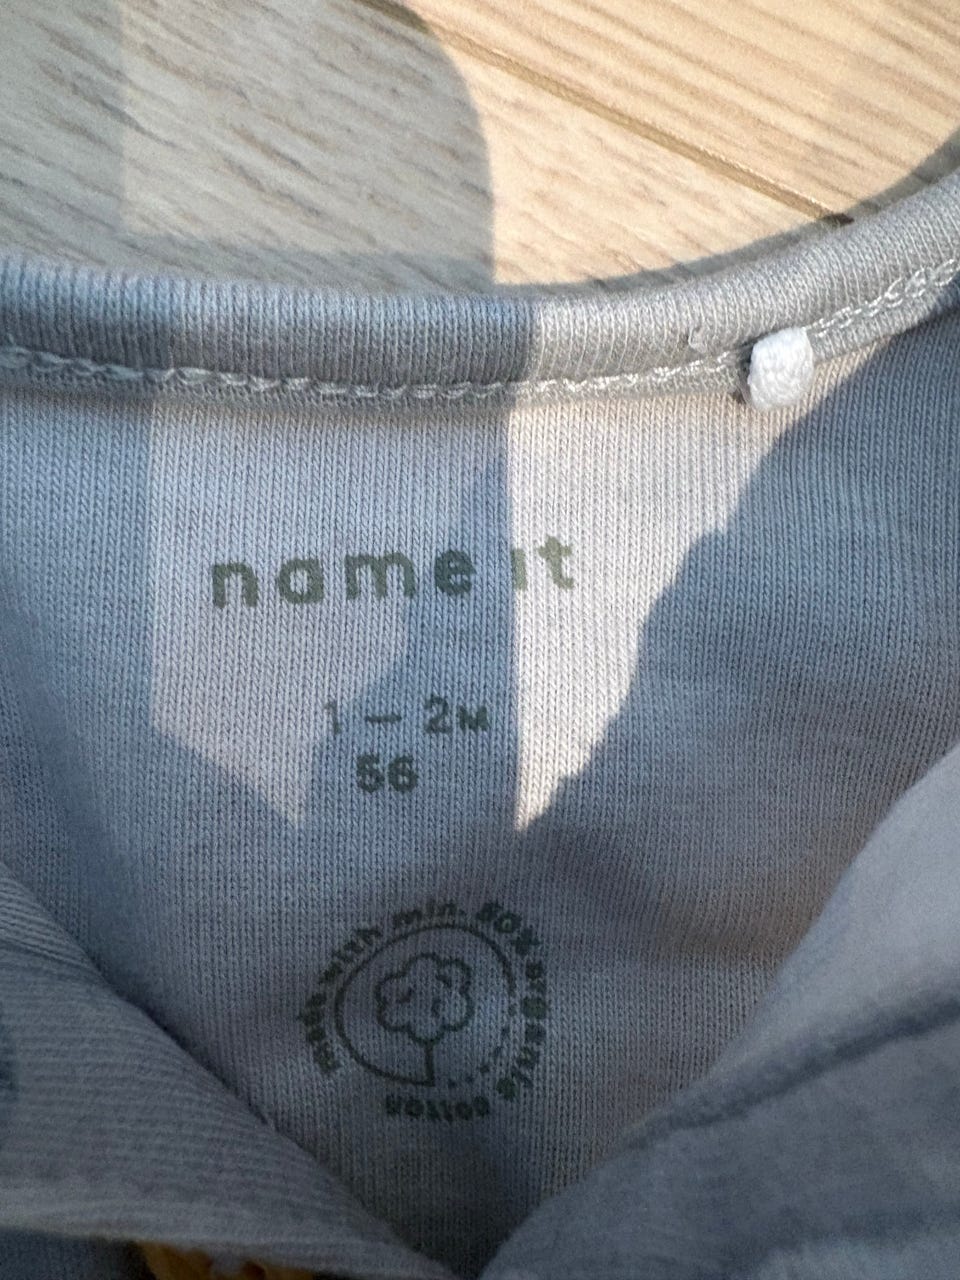 name it
1 – 2M
56
made with min. 50% organic cotton